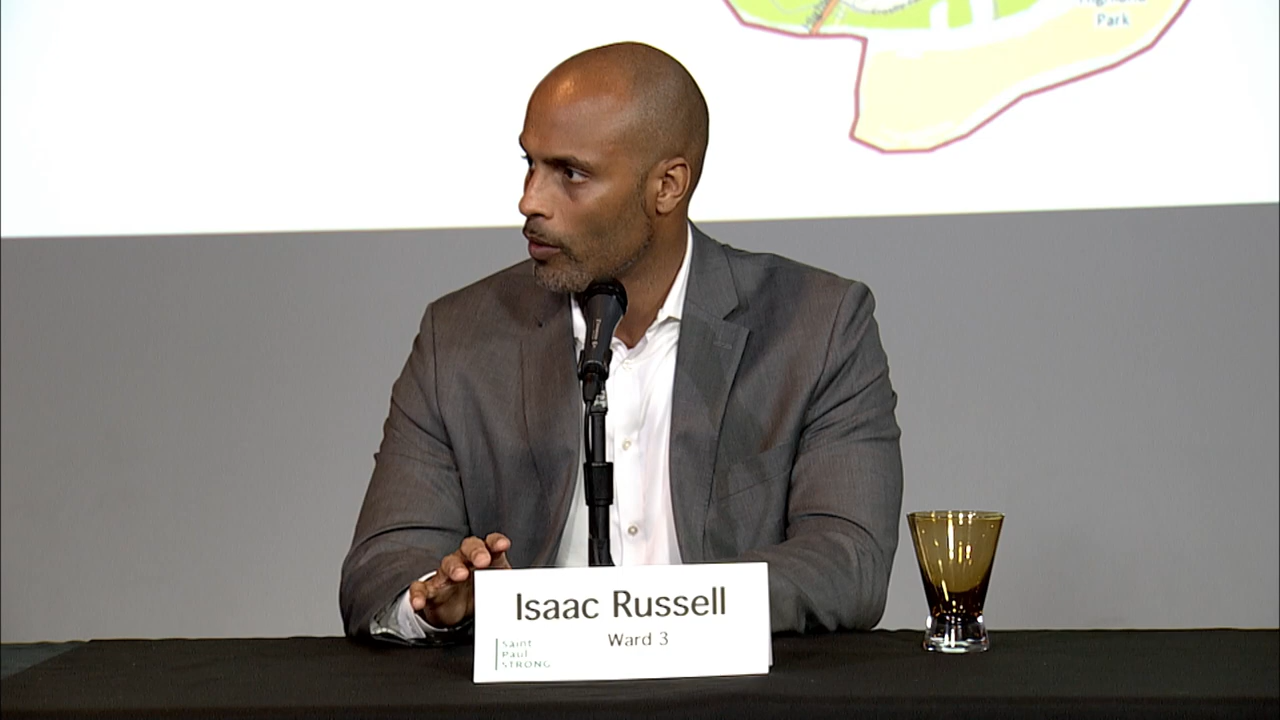 Highland
Park
Isaac Russell
Ward 3
Saint
Paul
STRONG